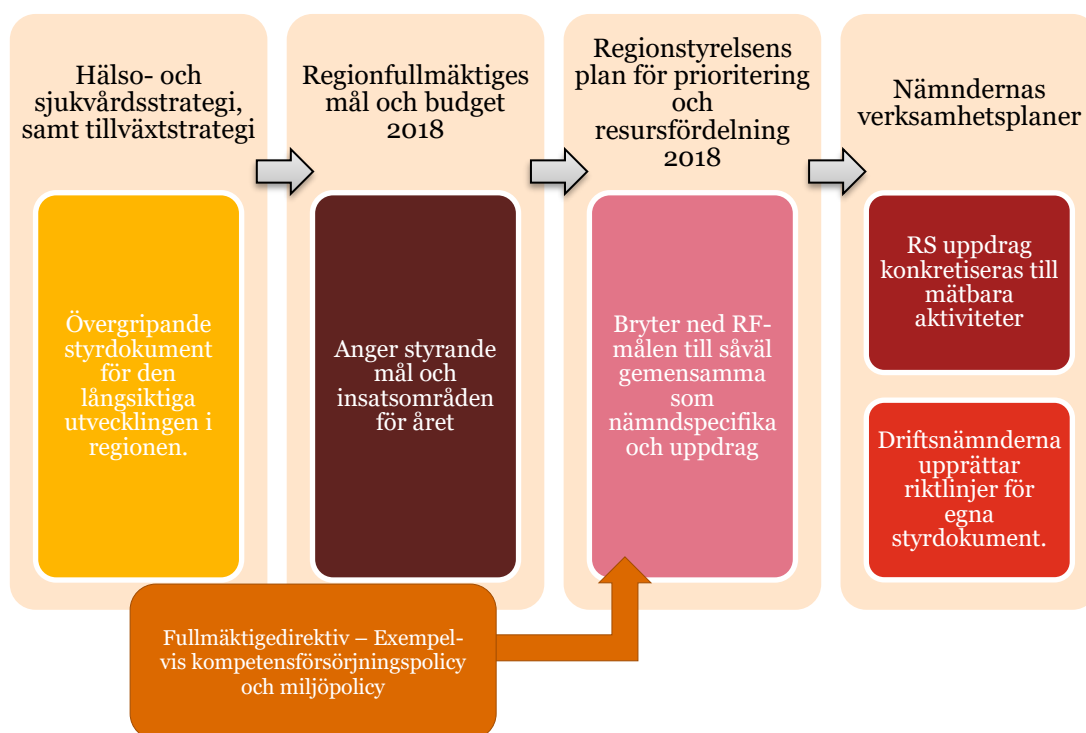 Hälso- och
sjukvårdsstrategi,
samt tillväxtstrategi
Övergripande
styrdokument
för den
långsiktiga
utvecklingen i
regionen.
Regionfullmäktiges
mål och budget
2018
Anger styrande
mål och
insatsområden
för året
Regionstyrelsens
plan för prioritering
och
resursfördelning
2018
Bryter ned RF-
målen till såväl
gemensamma
som
nämndspecifika
och uppdrag
Nämndernas
verksamhetsplaner
RS uppdrag
konkretiseras till
mätbara
aktiviteter
Driftsnämnderna
upprättar
riktlinjer för
egna
styrdokument.
Fullmäktigedirektiv – Exempel-
vis kompetensförsörjningspolicy
och miljöpolicy